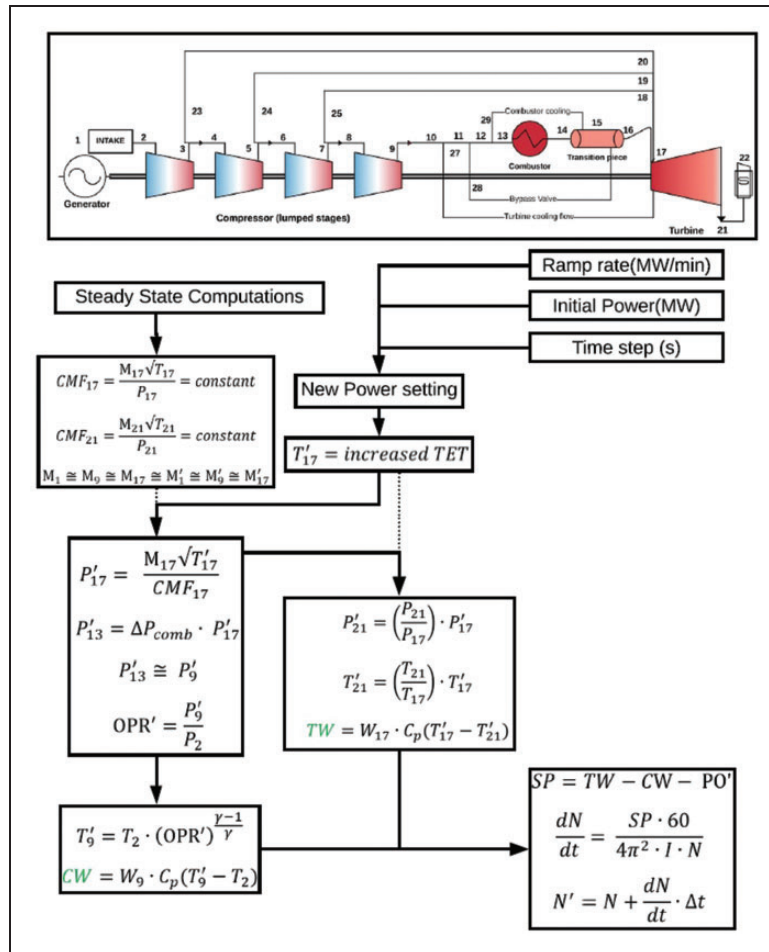 20
19
18
23
24
25
29
Combustor cooling
15
1
INTAKE
2
3
4
5
6
7
8
9
10
11
12
13
14
16
17
22
27
Combustor
Transition piece
28
Generator
Bypass Valve
Compressor (lumped stages)
Turbine cooling flow
Turbine
21
Ramp rate(MW/min)
Steady State Computations
Initial Power(MW)
Time step (s)
CMF₁₇ = M₁₇√T₁₇ / P₁₇ = constant
New Power setting
CMF₂₁ = M₂₁√T₂₁ / P₂₁ = constant
T′₁₇ = increased TET
M₁ ≅ M₉ ≅ M₁₇ ≅ M′₁ ≅ M′₉ ≅ M′₁₇
P′₁₇ = M₁₇√T′₁₇ / CMF₁₇
P′₁₃ = ΔP_comb · P′₁₇
P′₁₃ ≅ P′₉
OPR′ = P′₉ / P₂
P′₂₁ = (P₂₁ / P₁₇) · P′₁₇
T′₂₁ = (T₂₁ / T₁₇) · T′₁₇
TW = W₁₇ · C_p(T′₁₇ − T′₂₁)
T′₉ = T₂ · (OPR′)^((γ−1)/γ)
CW = W₉ · C_p(T′₉ − T₂)
SP = TW − CW − PO'
dN/dt = SP · 60 / 4π² · I · N
N′ = N + dN/dt · Δt